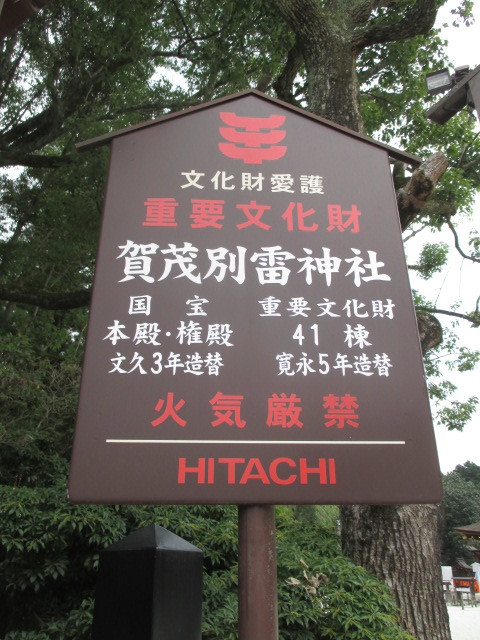 文化財愛護
重要文化財
賀茂別雷神社
国宝 重要文化財
本殿・権殿 41棟
文久3年造替 寛永5年造替
火気厳禁
HITACHI